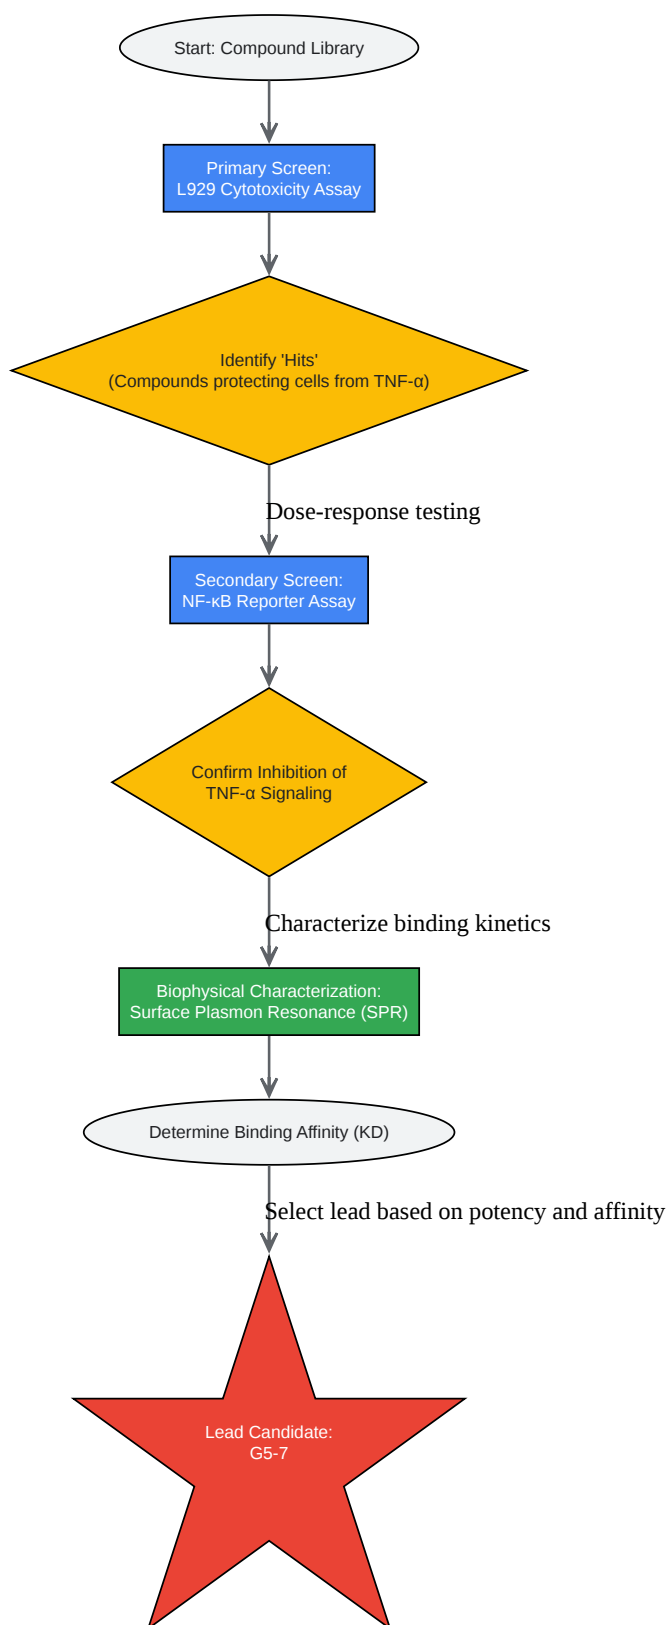 Start: Compound Library
Primary Screen:
L929 Cytotoxicity Assay
Identify 'Hits'
(Compounds protecting cells from TNF-α)
Dose-response testing
Secondary Screen:
NF-κB Reporter Assay
Confirm Inhibition of
TNF-α Signaling
Characterize binding kinetics
Biophysical Characterization:
Surface Plasmon Resonance (SPR)
Determine Binding Affinity (KD)
Select lead based on potency and affinity
Lead Candidate:
G5-7